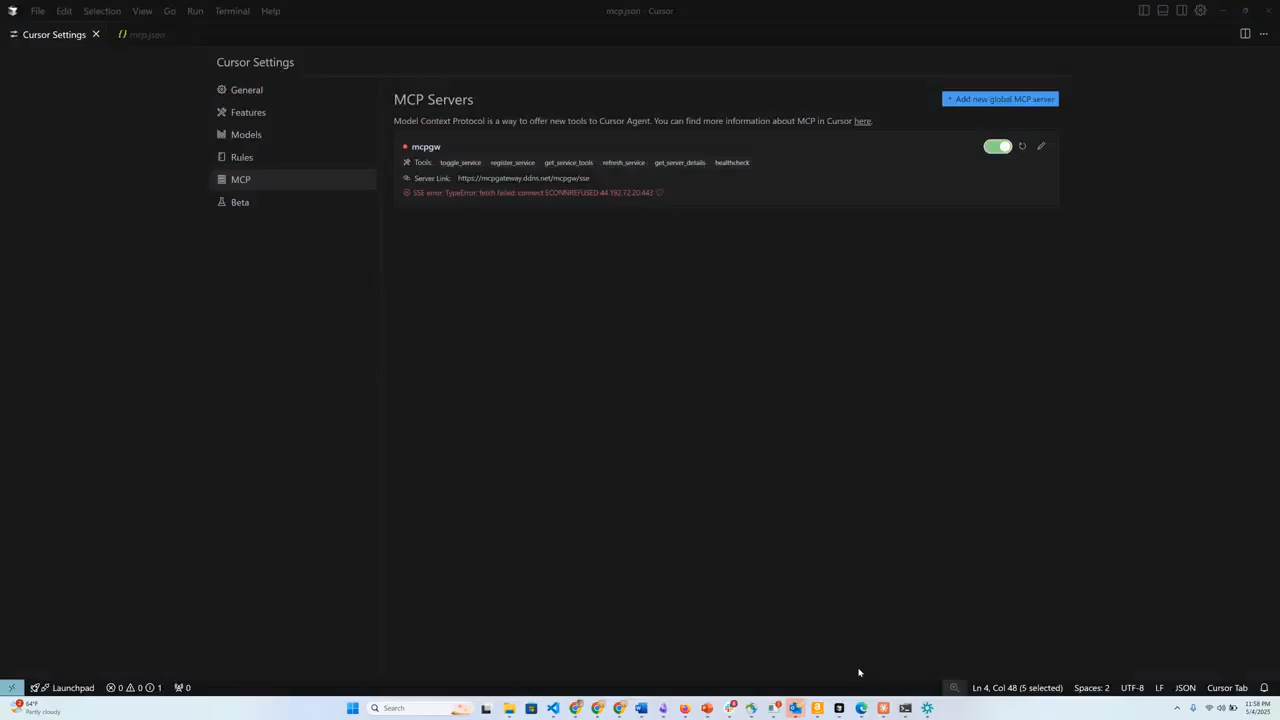 File Edit Selection View Go Run Terminal Help mcp.json - Cursor
Cursor Settings mcp.json
Cursor Settings
General
Features
Models
Rules
MCP
Beta
MCP Servers
+ Add new global MCP server
Model Context Protocol is a way to offer new tools to Cursor Agent. You can find more information about MCP in Cursor here.
mcpgw
Tools: toggle_service register_service get_service_tools refresh_service get_server_details healthcheck
Server Link: https://mcpgateway.ddns.net/mcpgw/sse
SSE error: TypeError: fetch failed: connect ECONNREFUSED 44.192.72.20:443
Launchpad 0 0 1 0 Ln 4, Col 48 (5 selected) Spaces: 2 UTF-8 LF JSON Cursor Tab
64°F
Partly cloudy
Search
11:58 PM
5/4/2025